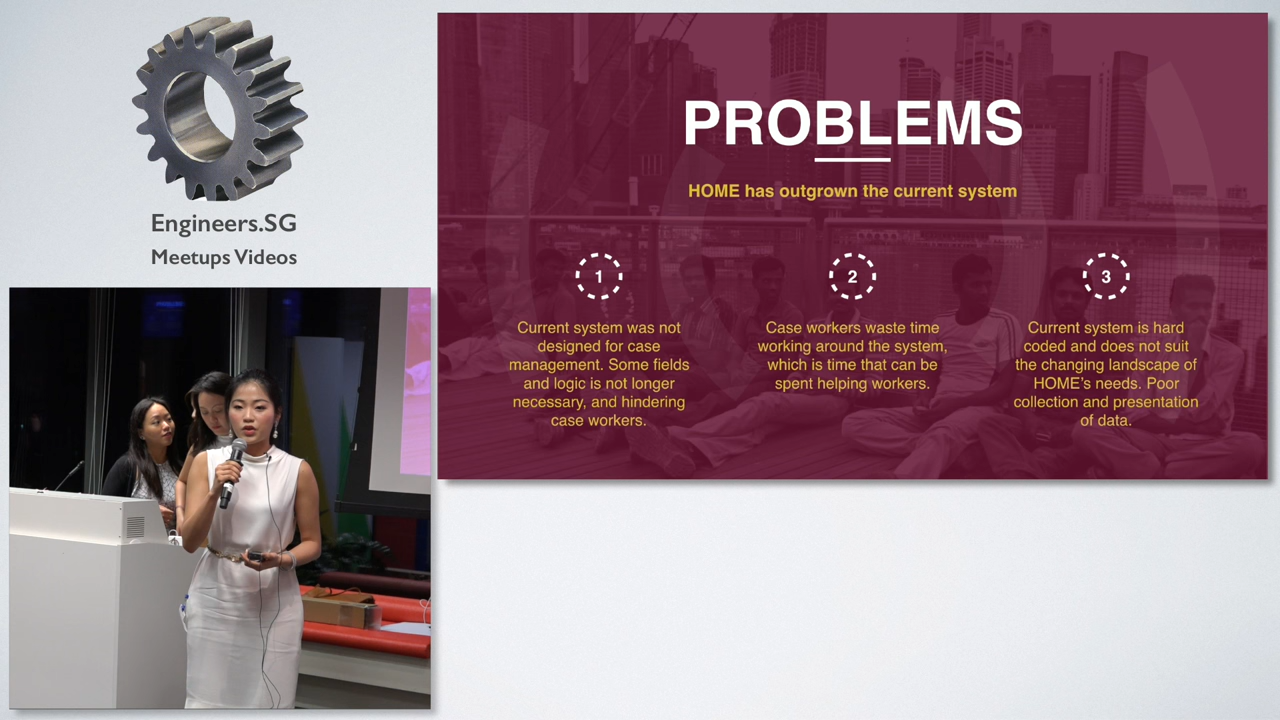 Engineers.SG
Meetups Videos
PROBLEMS
HOME has outgrown the current system
1
Current system was not
designed for case
management. Some fields
and logic is not longer
necessary, and hindering
case workers.
2
Case workers waste time
working around the system,
which is time that can be
spent helping workers.
3
Current system is hard
coded and does not suit
the changing landscape of
HOME's needs. Poor
collection and presentation
of data.